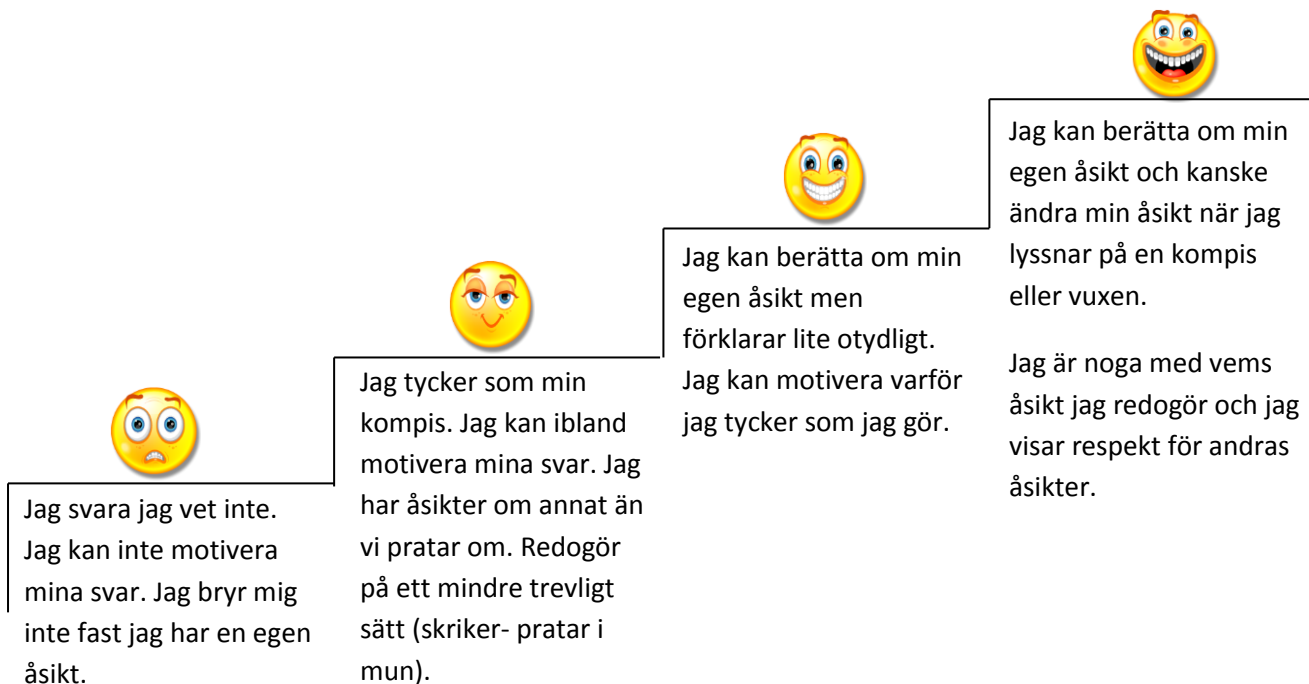 Jag svara jag vet inte.
Jag kan inte motivera
mina svar. Jag bryr mig
inte fast jag har en egen
åsikt.
Jag tycker som min
kompis. Jag kan ibland
motivera mina svar. Jag
har åsikter om annat än
vi pratar om. Redogör
på ett mindre trevligt
sätt (skriker- pratar i
mun).
Jag kan berätta om min
egen åsikt men
förklarar lite otydligt.
Jag kan motivera varför
jag tycker som jag gör.
Jag kan berätta om min
egen åsikt och kanske
ändra min åsikt när jag
lyssnar på en kompis
eller vuxen.
Jag är noga med vems
åsikt jag redogör och jag
visar respekt för andras
åsikter.